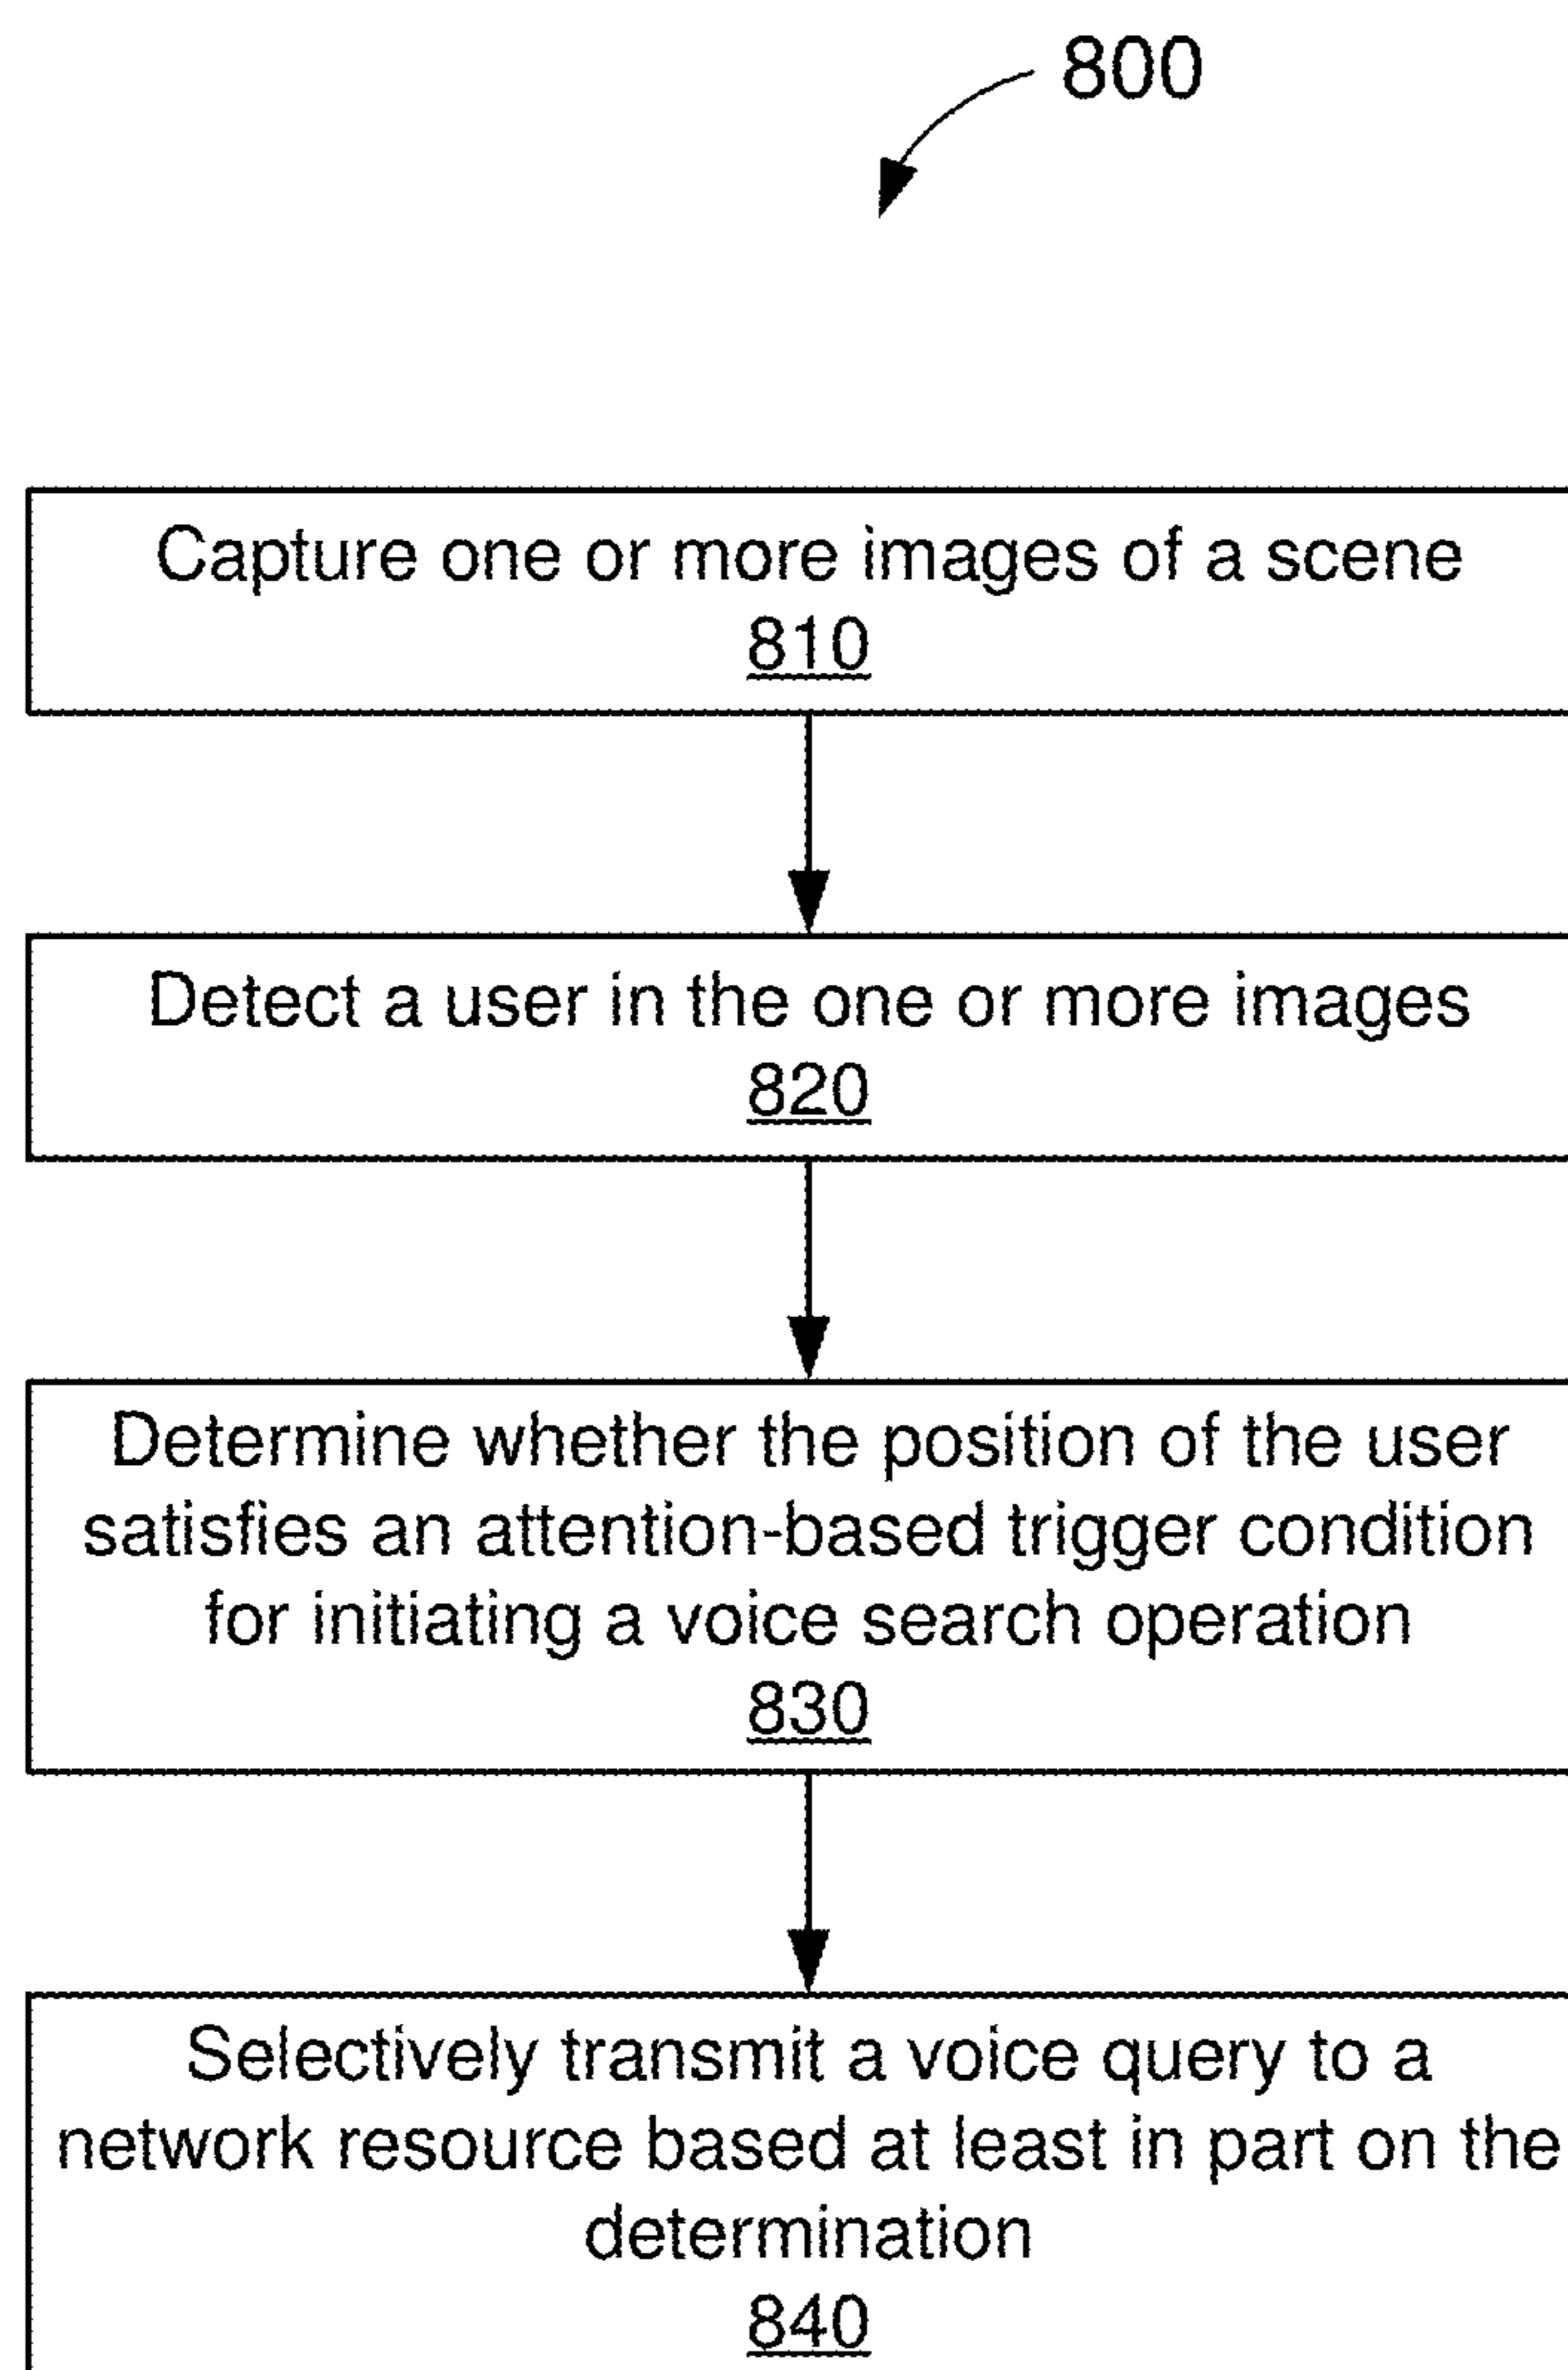 800
Capture one or more images of a scene
810
Detect a user in the one or more images
820
Determine whether the position of the user
satisfies an attention-based trigger condition
for initiating a voice search operation
830
Selectively transmit a voice query to a
network resource based at least in part on the
determination
840